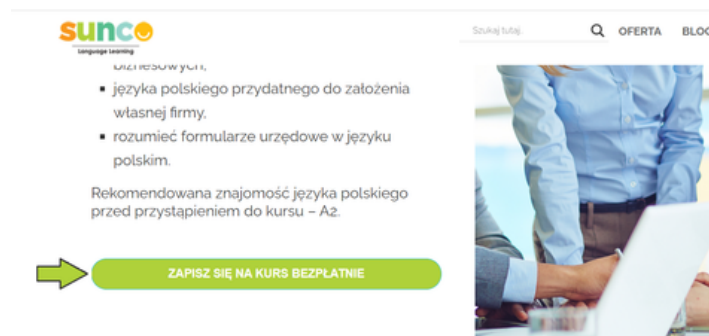 sunco
Language Learning
Szukaj tutaj.
OFERTA
BLOG
biznesowych,
języka polskiego przydatnego do założenia
własnej firmy,
rozumieć formularze urzędowe w języku
polskim.
Rekomendowana znajomość języka polskiego
przed przystąpieniem do kursu – A2.
ZAPISZ SIĘ NA KURS BEZPŁATNIE